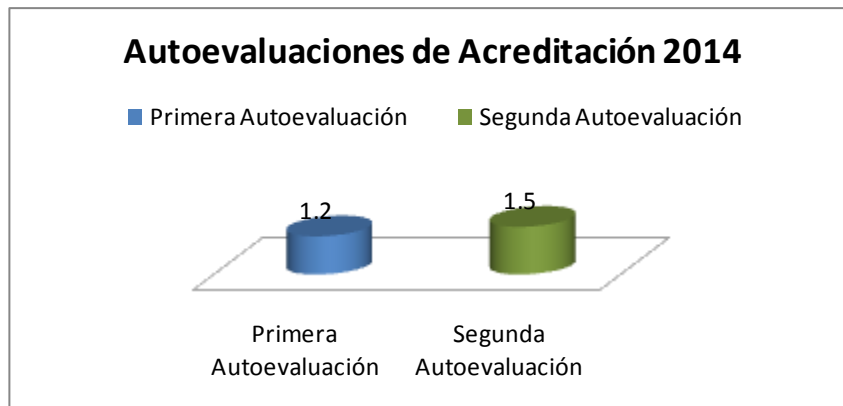 Autoevaluaciones de Acreditación 2014
Primera Autoevaluación Segunda Autoevaluación
1.2 1.5
Primera Autoevaluación
Segunda Autoevaluación